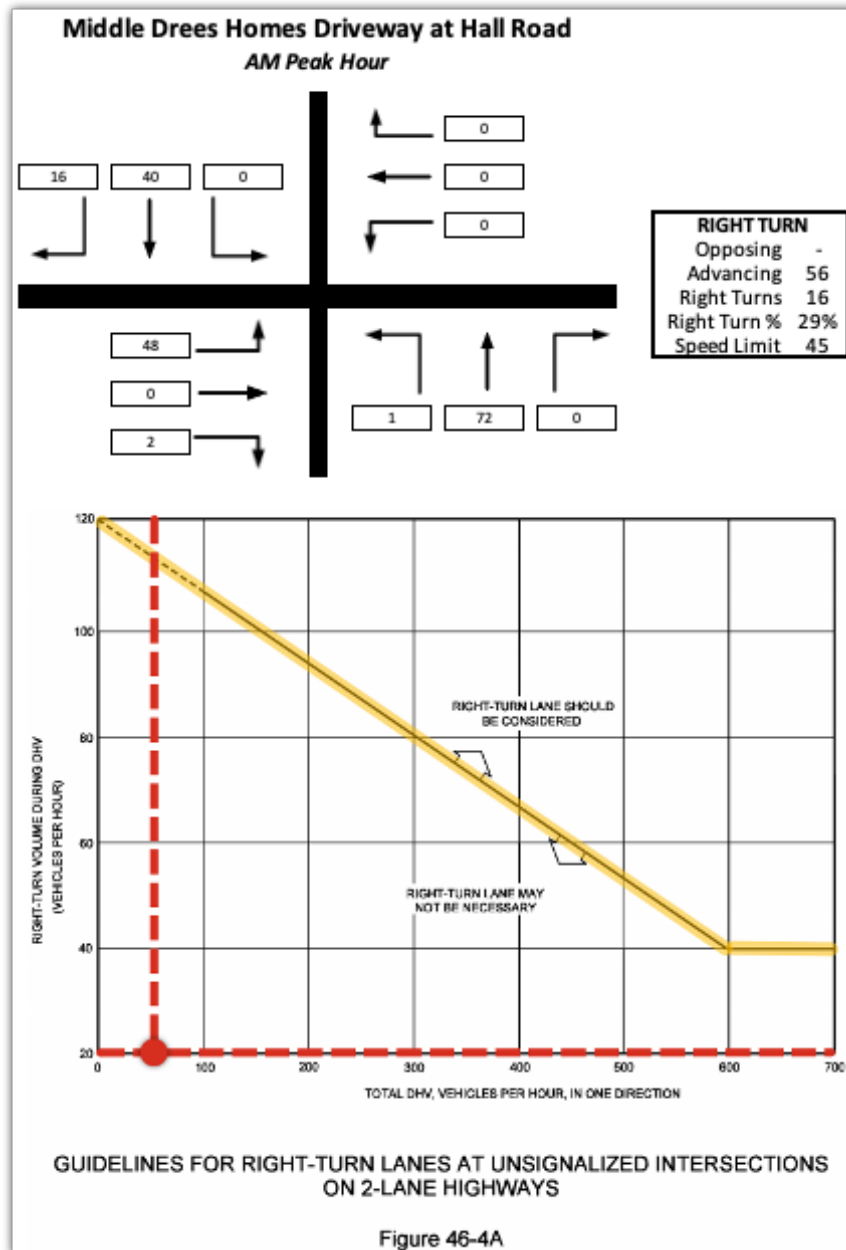 Middle Drees Homes Driveway at Hall Road
AM Peak Hour
0
16 40 0
0
0
RIGHT TURN
Opposing -
Advancing 56
Right Turns 16
Right Turn % 29%
Speed Limit 45
48
0
2
1 72 0
120
100
80
60
40
20
RIGHT-TURN VOLUME DURING DHV
(VEHICLES PER HOUR)
RIGHT-TURN LANE SHOULD
BE CONSIDERED
RIGHT-TURN LANE MAY
NOT BE NECESSARY
0 100 200 300 400 500 600 700
TOTAL DHV, VEHICLES PER HOUR, IN ONE DIRECTION
GUIDELINES FOR RIGHT-TURN LANES AT UNSIGNALIZED INTERSECTIONS
ON 2-LANE HIGHWAYS
Figure 46-4A